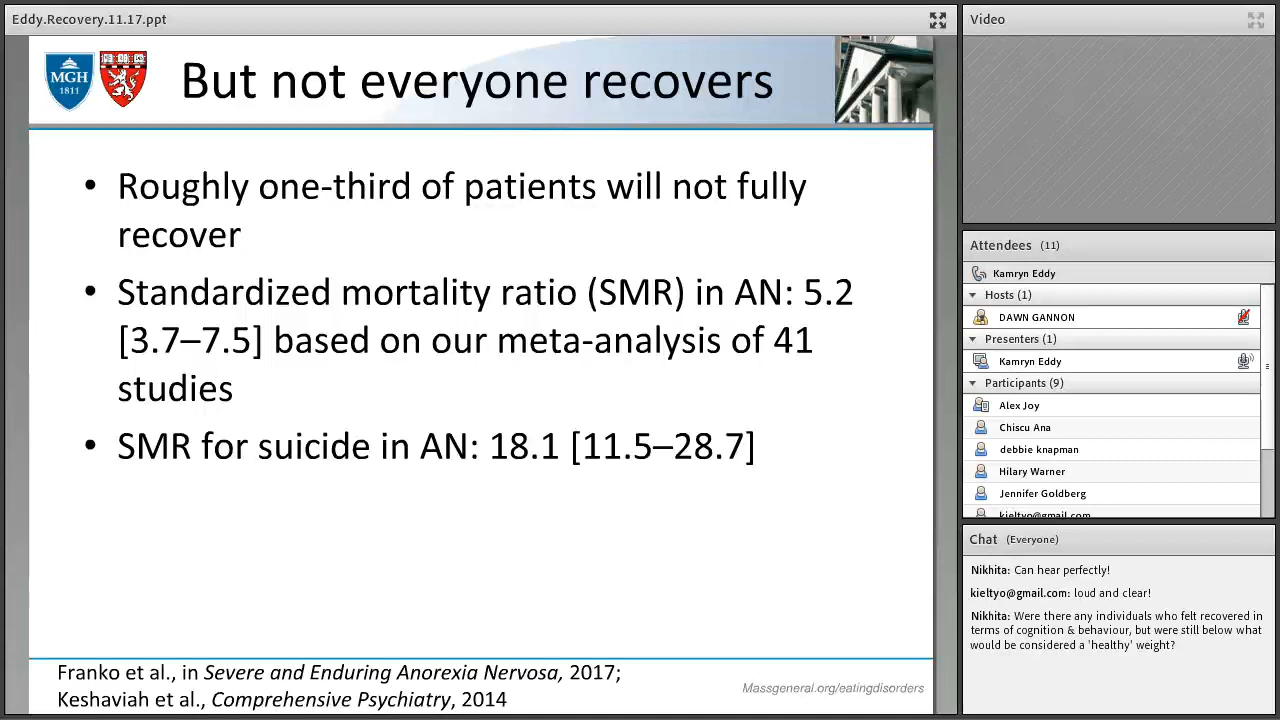 Eddy.Recovery.11.17.ppt
MGH
1811
But not everyone recovers
• Roughly one-third of patients will not fully
recover
• Standardized mortality ratio (SMR) in AN: 5.2
[3.7–7.5] based on our meta-analysis of 41
studies
• SMR for suicide in AN: 18.1 [11.5–28.7]
Franko et al., in Severe and Enduring Anorexia Nervosa, 2017;
Keshaviah et al., Comprehensive Psychiatry, 2014
Massgeneral.org/eatingdisorders
Video
Attendees (11)
Kamryn Eddy
Hosts (1)
DAWN GANNON
Presenters (1)
Kamryn Eddy
Participants (9)
Alex Joy
Chiscu Ana
debbie knapman
Hilary Warner
Jennifer Goldberg
kieltyo@gmail.com
Chat (Everyone)
Nikhita: Can hear perfectly!
kieltyo@gmail.com: loud and clear!
Nikhita: Were there any individuals who felt recovered in
terms of cognition & behaviour, but were still below what
would be considered a 'healthy' weight?